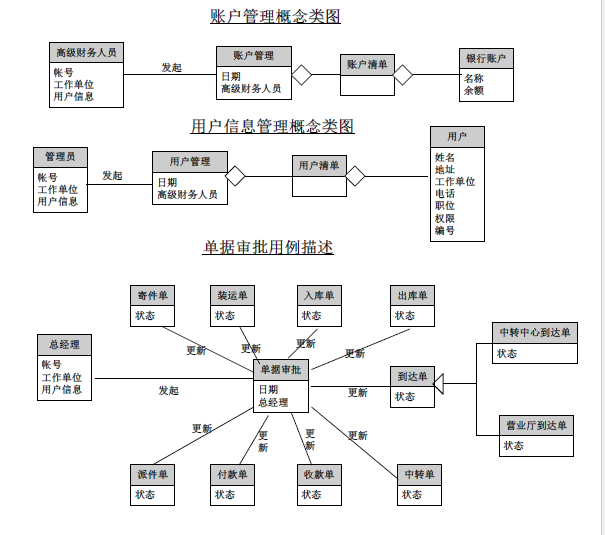 账户管理概念类图
高级财务人员
帐号
工作单位
用户信息
发起
账户管理
日期
高级财务人员
账户清单
银行账户
名称
余额
用户信息管理概念类图
管理员
帐号
工作单位
用户信息
发起
用户管理
日期
高级财务人员
用户清单
用户
姓名
地址
工作单位
电话
职位
权限
编号
单据审批用例描述
寄件单
状态
装运单
状态
入库单
状态
出库单
状态
更新
更新
更新
更新
总经理
帐号
工作单位
用户信息
发起
单据审批
日期
总经理
更新
到达单
状态
中转中心到达单
状态
营业厅到达单
状态
更新
更新
更新
更新
派件单
状态
付款单
状态
收款单
状态
中转单
状态